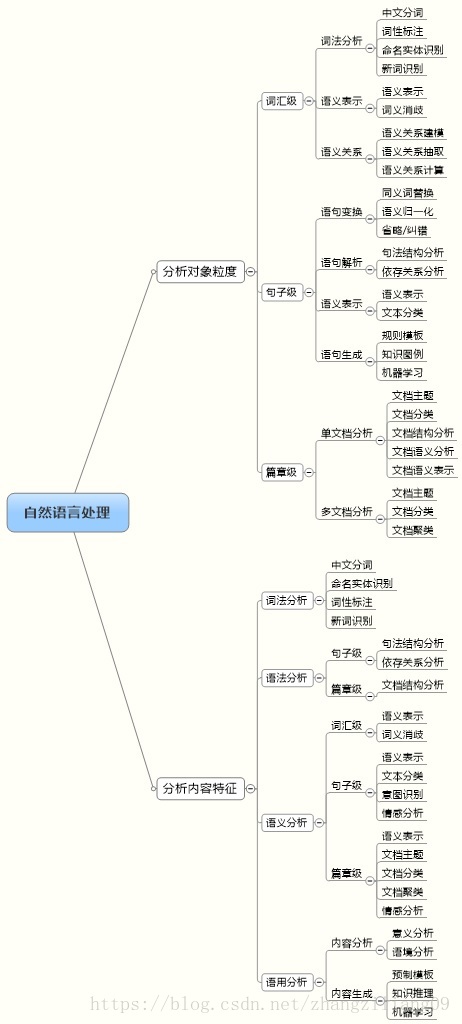 自然语言处理
分析对象粒度
词汇级
词法分析
中文分词
词性标注
命名实体识别
新词识别
语义表示
语义表示
词义消歧
语义关系
语义关系建模
语义关系抽取
语义关系计算
句子级
语句变换
同义词替换
语义归一化
省略/纠错
语句解析
句法结构分析
依存关系分析
语义表示
语义表示
文本分类
语句生成
规则模板
知识图例
机器学习
篇章级
单文档分析
文档主题
文档分类
文档结构分析
文档语义分析
文档语义表示
多文档分析
文档主题
文档分类
文档聚类
分析内容特征
词法分析
中文分词
命名实体识别
词性标注
新词识别
语法分析
句子级
句法结构分析
依存关系分析
篇章级
文档结构分析
语义分析
词汇级
语义表示
词义消歧
句子级
语义表示
文本分类
意图识别
情感分析
篇章级
语义表示
文档主题
文档分类
文档聚类
情感分析
语用分析
内容分析
意义分析
语境分析
内容生成
预制模板
知识推理
机器学习